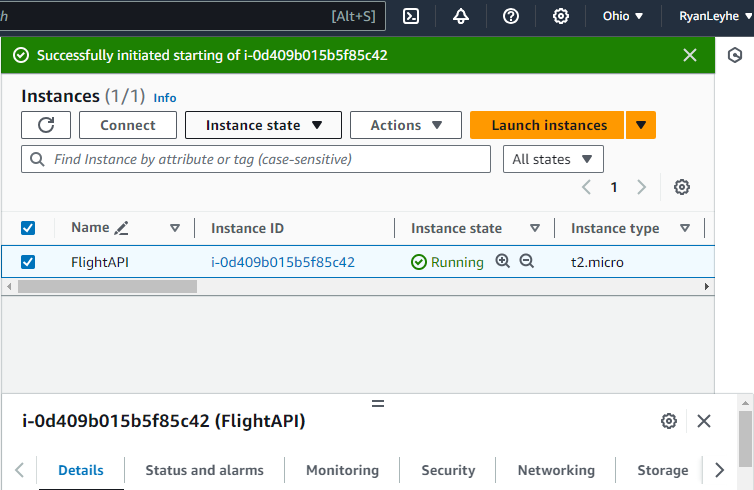 [Alt+S] Ohio RyanLeyhe
Successfully initiated starting of i-0d409b015b5f85c42
Instances (1/1) Info
Connect Instance state Actions Launch instances
Find Instance by attribute or tag (case-sensitive) All states
1
Name Instance ID Instance state Instance type
FlightAPI i-0d409b015b5f85c42 Running t2.micro
i-0d409b015b5f85c42 (FlightAPI)
Details Status and alarms Monitoring Security Networking Storage